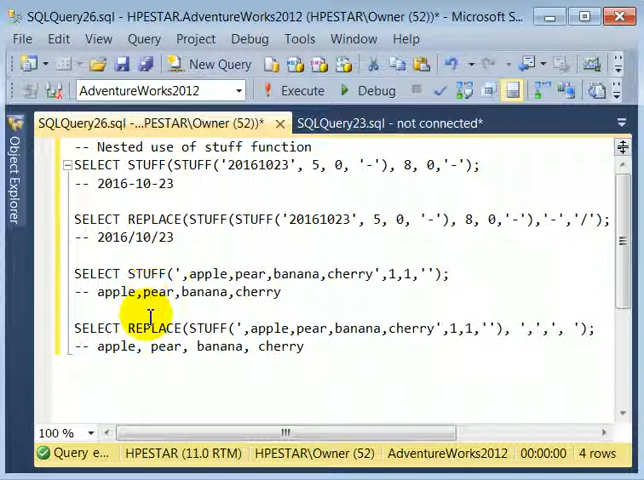 SQLQuery26.sql - HPESTAR.AdventureWorks2012 (HPESTAR\Owner (52))* - Microsoft S...
File Edit View Query Project Debug Tools Window Help
New Query
AdventureWorks2012 Execute Debug
SQLQuery26.sql -...PESTAR\Owner (52))* SQLQuery23.sql - not connected*
Object Explorer
-- Nested use of stuff function
SELECT STUFF(STUFF('20161023', 5, 0, '-'), 8, 0,'-');
-- 2016-10-23
SELECT REPLACE(STUFF(STUFF('20161023', 5, 0, '-'), 8, 0,'-'),'-','/');
-- 2016/10/23
SELECT STUFF(',apple,pear,banana,cherry',1,1,'');
-- apple,pear,banana,cherry
SELECT REPLACE(STUFF(',apple,pear,banana,cherry',1,1,''), ',',', ');
-- apple, pear, banana, cherry
100 %
Query e... HPESTAR (11.0 RTM) HPESTAR\Owner (52) AdventureWorks2012 00:00:00 4 rows